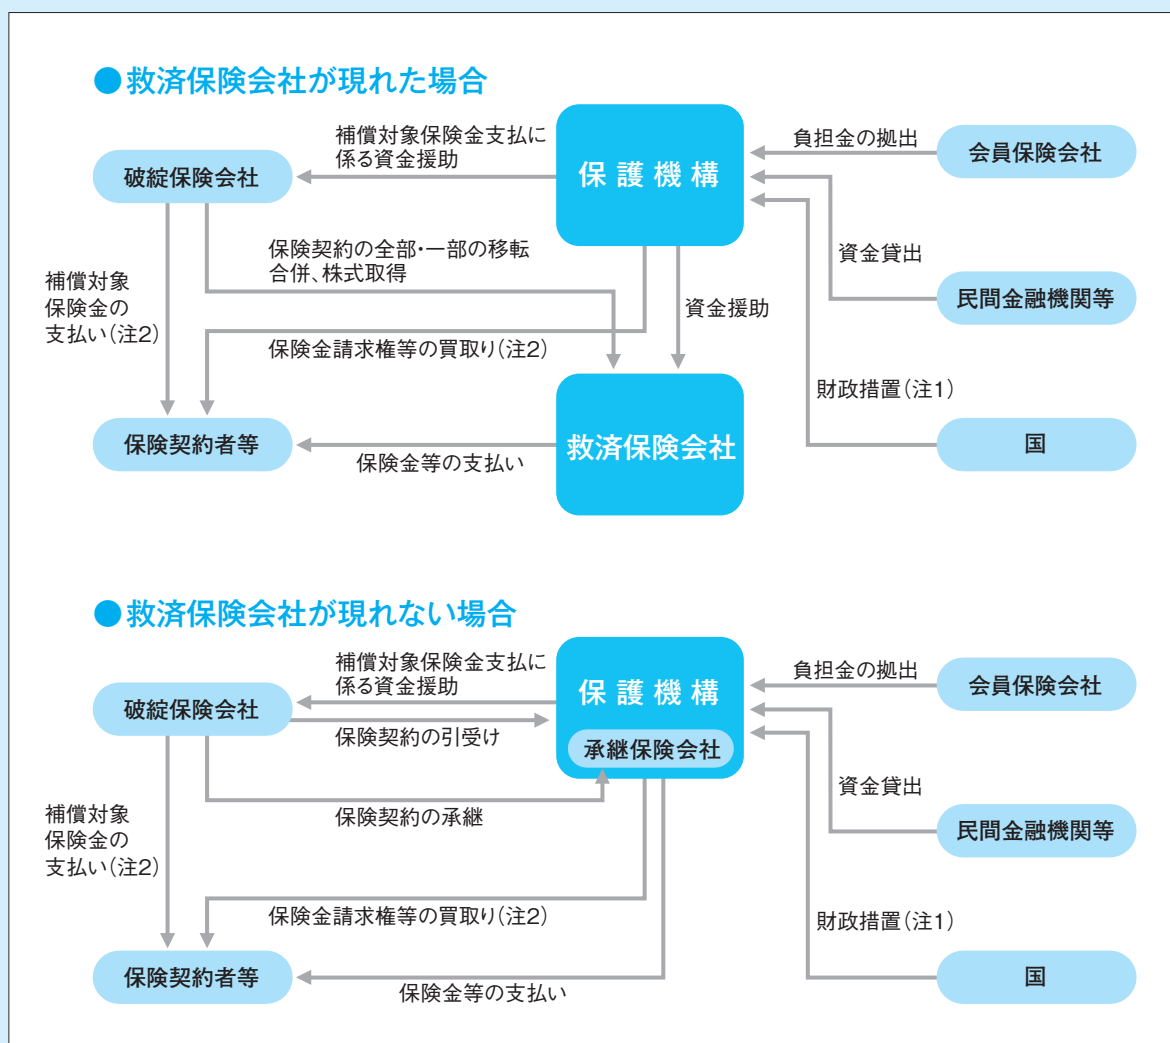 ●救済保険会社が現れた場合
補償対象保険金支払に
係る資金援助
負担金の拠出
会員保険会社
破綻保険会社
保護機構
保険契約の全部・一部の移転
合併、株式取得
資金貸出
補償対象
保険金の
支払い(注2)
民間金融機関等
資金援助
保険金請求権等の買取り(注2)
財政措置(注1)
保険契約者等
救済保険会社
国
保険金等の支払い
●救済保険会社が現れない場合
補償対象保険金支払に
係る資金援助
負担金の拠出
会員保険会社
破綻保険会社
保護機構
保険契約の引受け
承継保険会社
資金貸出
補償対象
保険金の
支払い(注2)
保険契約の承継
民間金融機関等
保険金請求権等の買取り(注2)
財政措置(注1)
保険契約者等
国
保険金等の支払い